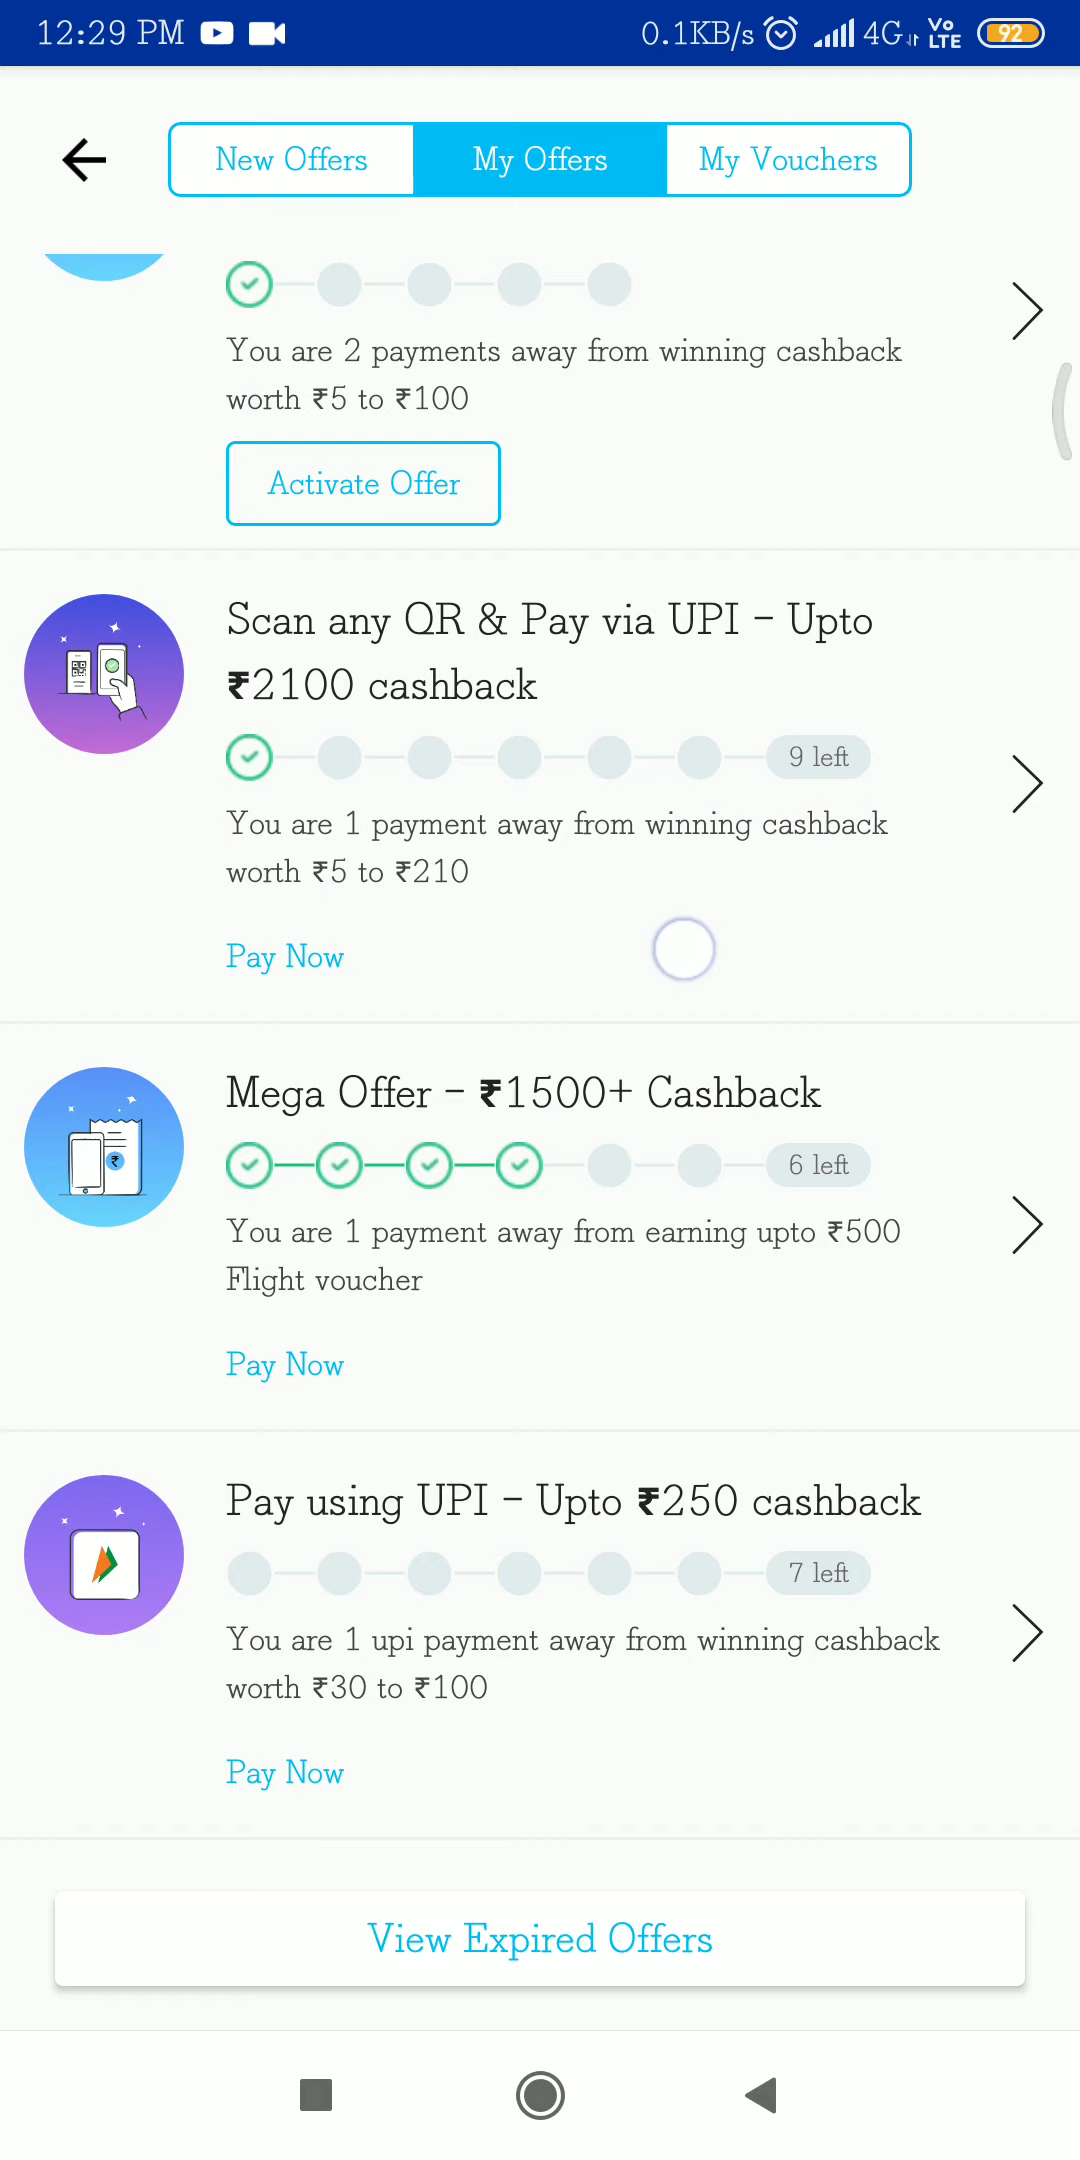 12:29 PM 0.1KB/s 4G Vo LTE 92
New Offers My Offers My Vouchers
You are 2 payments away from winning cashback
worth ₹5 to ₹100
Activate Offer
Scan any QR & Pay via UPI - Upto
₹2100 cashback
9 left
You are 1 payment away from winning cashback
worth ₹5 to ₹210
Pay Now
Mega Offer - ₹1500+ Cashback
6 left
You are 1 payment away from earning upto ₹500
Flight voucher
Pay Now
Pay using UPI - Upto ₹250 cashback
7 left
You are 1 upi payment away from winning cashback
worth ₹30 to ₹100
Pay Now
View Expired Offers